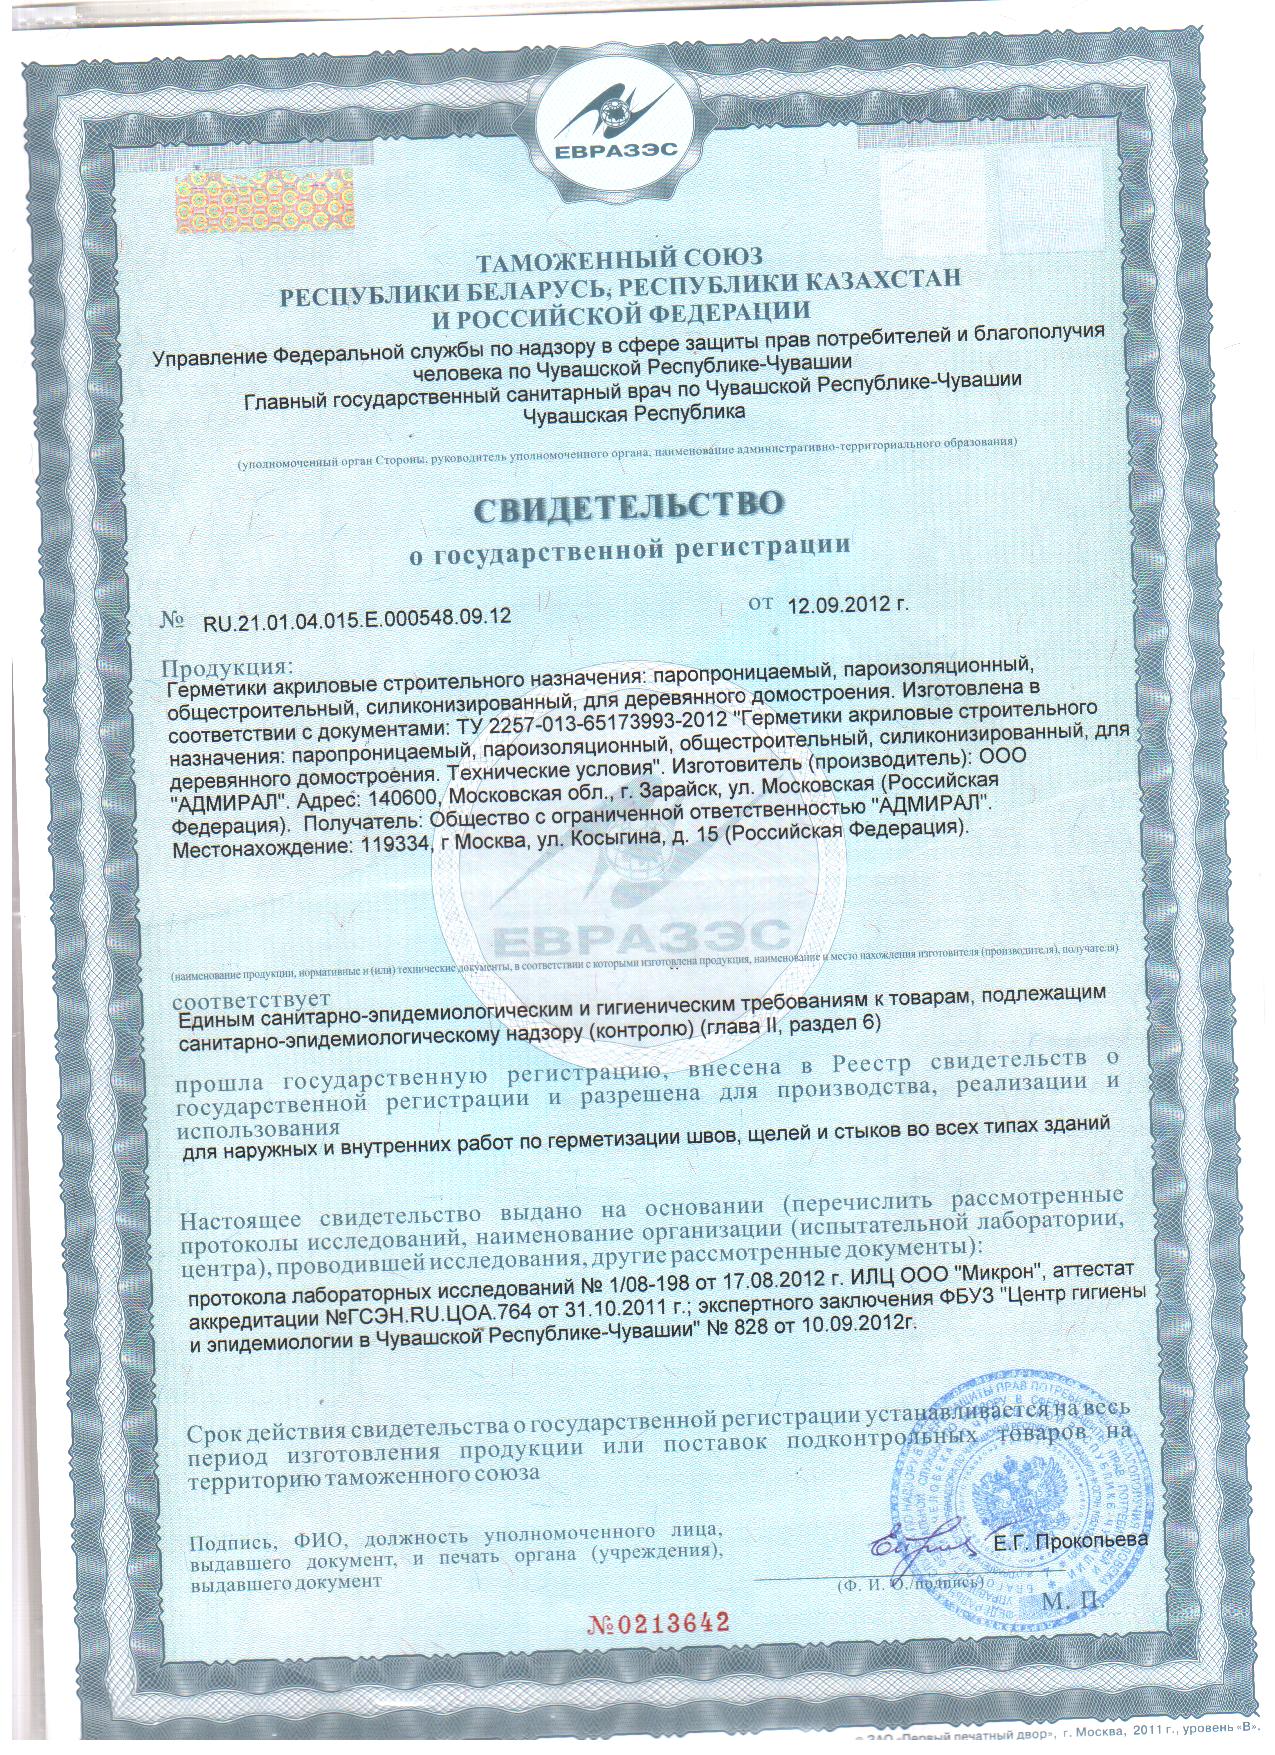 ЕВРАЗЭС
ТАМОЖЕННЫЙ СОЮЗ
РЕСПУБЛИКИ БЕЛАРУСЬ, РЕСПУБЛИКИ КАЗАХСТАН
И РОССИЙСКОЙ ФЕДЕРАЦИИ
Управление Федеральной службы по надзору в сфере защиты прав потребителей и благополучия
человека по Чувашской Республике-Чувашии
Главный государственный санитарный врач по Чувашской Республике-Чувашии
Чувашская Республика
(уполномоченный орган Стороны, руководитель уполномоченного органа, наименование административно-территориального образования)
СВИДЕТЕЛЬСТВО
о государственной регистрации
№ RU.21.01.04.015.Е.000548.09.12 от 12.09.2012 г.
Продукция:
Герметики акриловые строительного назначения: паропроницаемый, пароизоляционный,
общестроительный, силиконизированный, для деревянного домостроения. Изготовлена в
соответствии с документами: ТУ 2257-013-65173993-2012 "Герметики акриловые строительного
назначения: паропроницаемый, пароизоляционный, общестроительный, силиконизированный, для
деревянного домостроения. Технические условия". Изготовитель (производитель): ООО
"АДМИРАЛ". Адрес: 140600, Московская обл., г. Зарайск, ул. Московская (Российская
Федерация). Получатель: Общество с ограниченной ответственностью "АДМИРАЛ".
Местонахождение: 119334, г Москва, ул. Косыгина, д. 15 (Российская Федерация).
ЕВРАЗЭС
(наименование продукции, нормативные и (или) технические документы, в соответствии с которыми изготовлена продукция, наименование и место нахождения изготовителя (производителя), получателя)
соответствует
Единым санитарно-эпидемиологическим и гигиеническим требованиям к товарам, подлежащим
санитарно-эпидемиологическому надзору (контролю) (глава II, раздел 6)
прошла государственную регистрацию, внесена в Реестр свидетельств о
государственной регистрации и разрешена для производства, реализации и
использования
для наружных и внутренних работ по герметизации швов, щелей и стыков во всех типах зданий
Настоящее свидетельство выдано на основании (перечислить рассмотренные
протоколы исследований, наименование организации (испытательной лаборатории,
центра), проводившей исследования, другие рассмотренные документы):
протокола лабораторных исследований № 1/08-198 от 17.08.2012 г. ИЛЦ ООО "Микрон", аттестат
аккредитации №ГСЭН.RU.ЦОА.764 от 31.10.2011 г.; экспертного заключения ФБУЗ "Центр гигиены
и эпидемиологии в Чувашской Республике-Чувашии" № 828 от 10.09.2012г.
Срок действия свидетельства о государственной регистрации устанавливается на весь
период изготовления продукции или поставок подконтрольных товаров на
территорию таможенного союза
Подпись, ФИО, должность уполномоченного лица,
выдавшего документ, и печать органа (учреждения),
выдавшего документ
Е.Г. Прокопьева
(Ф. И. О./подпись)
М. П.
№0213642
ЗАО «Первый печатный двор», г. Москва, 2011 г., уровень «В».